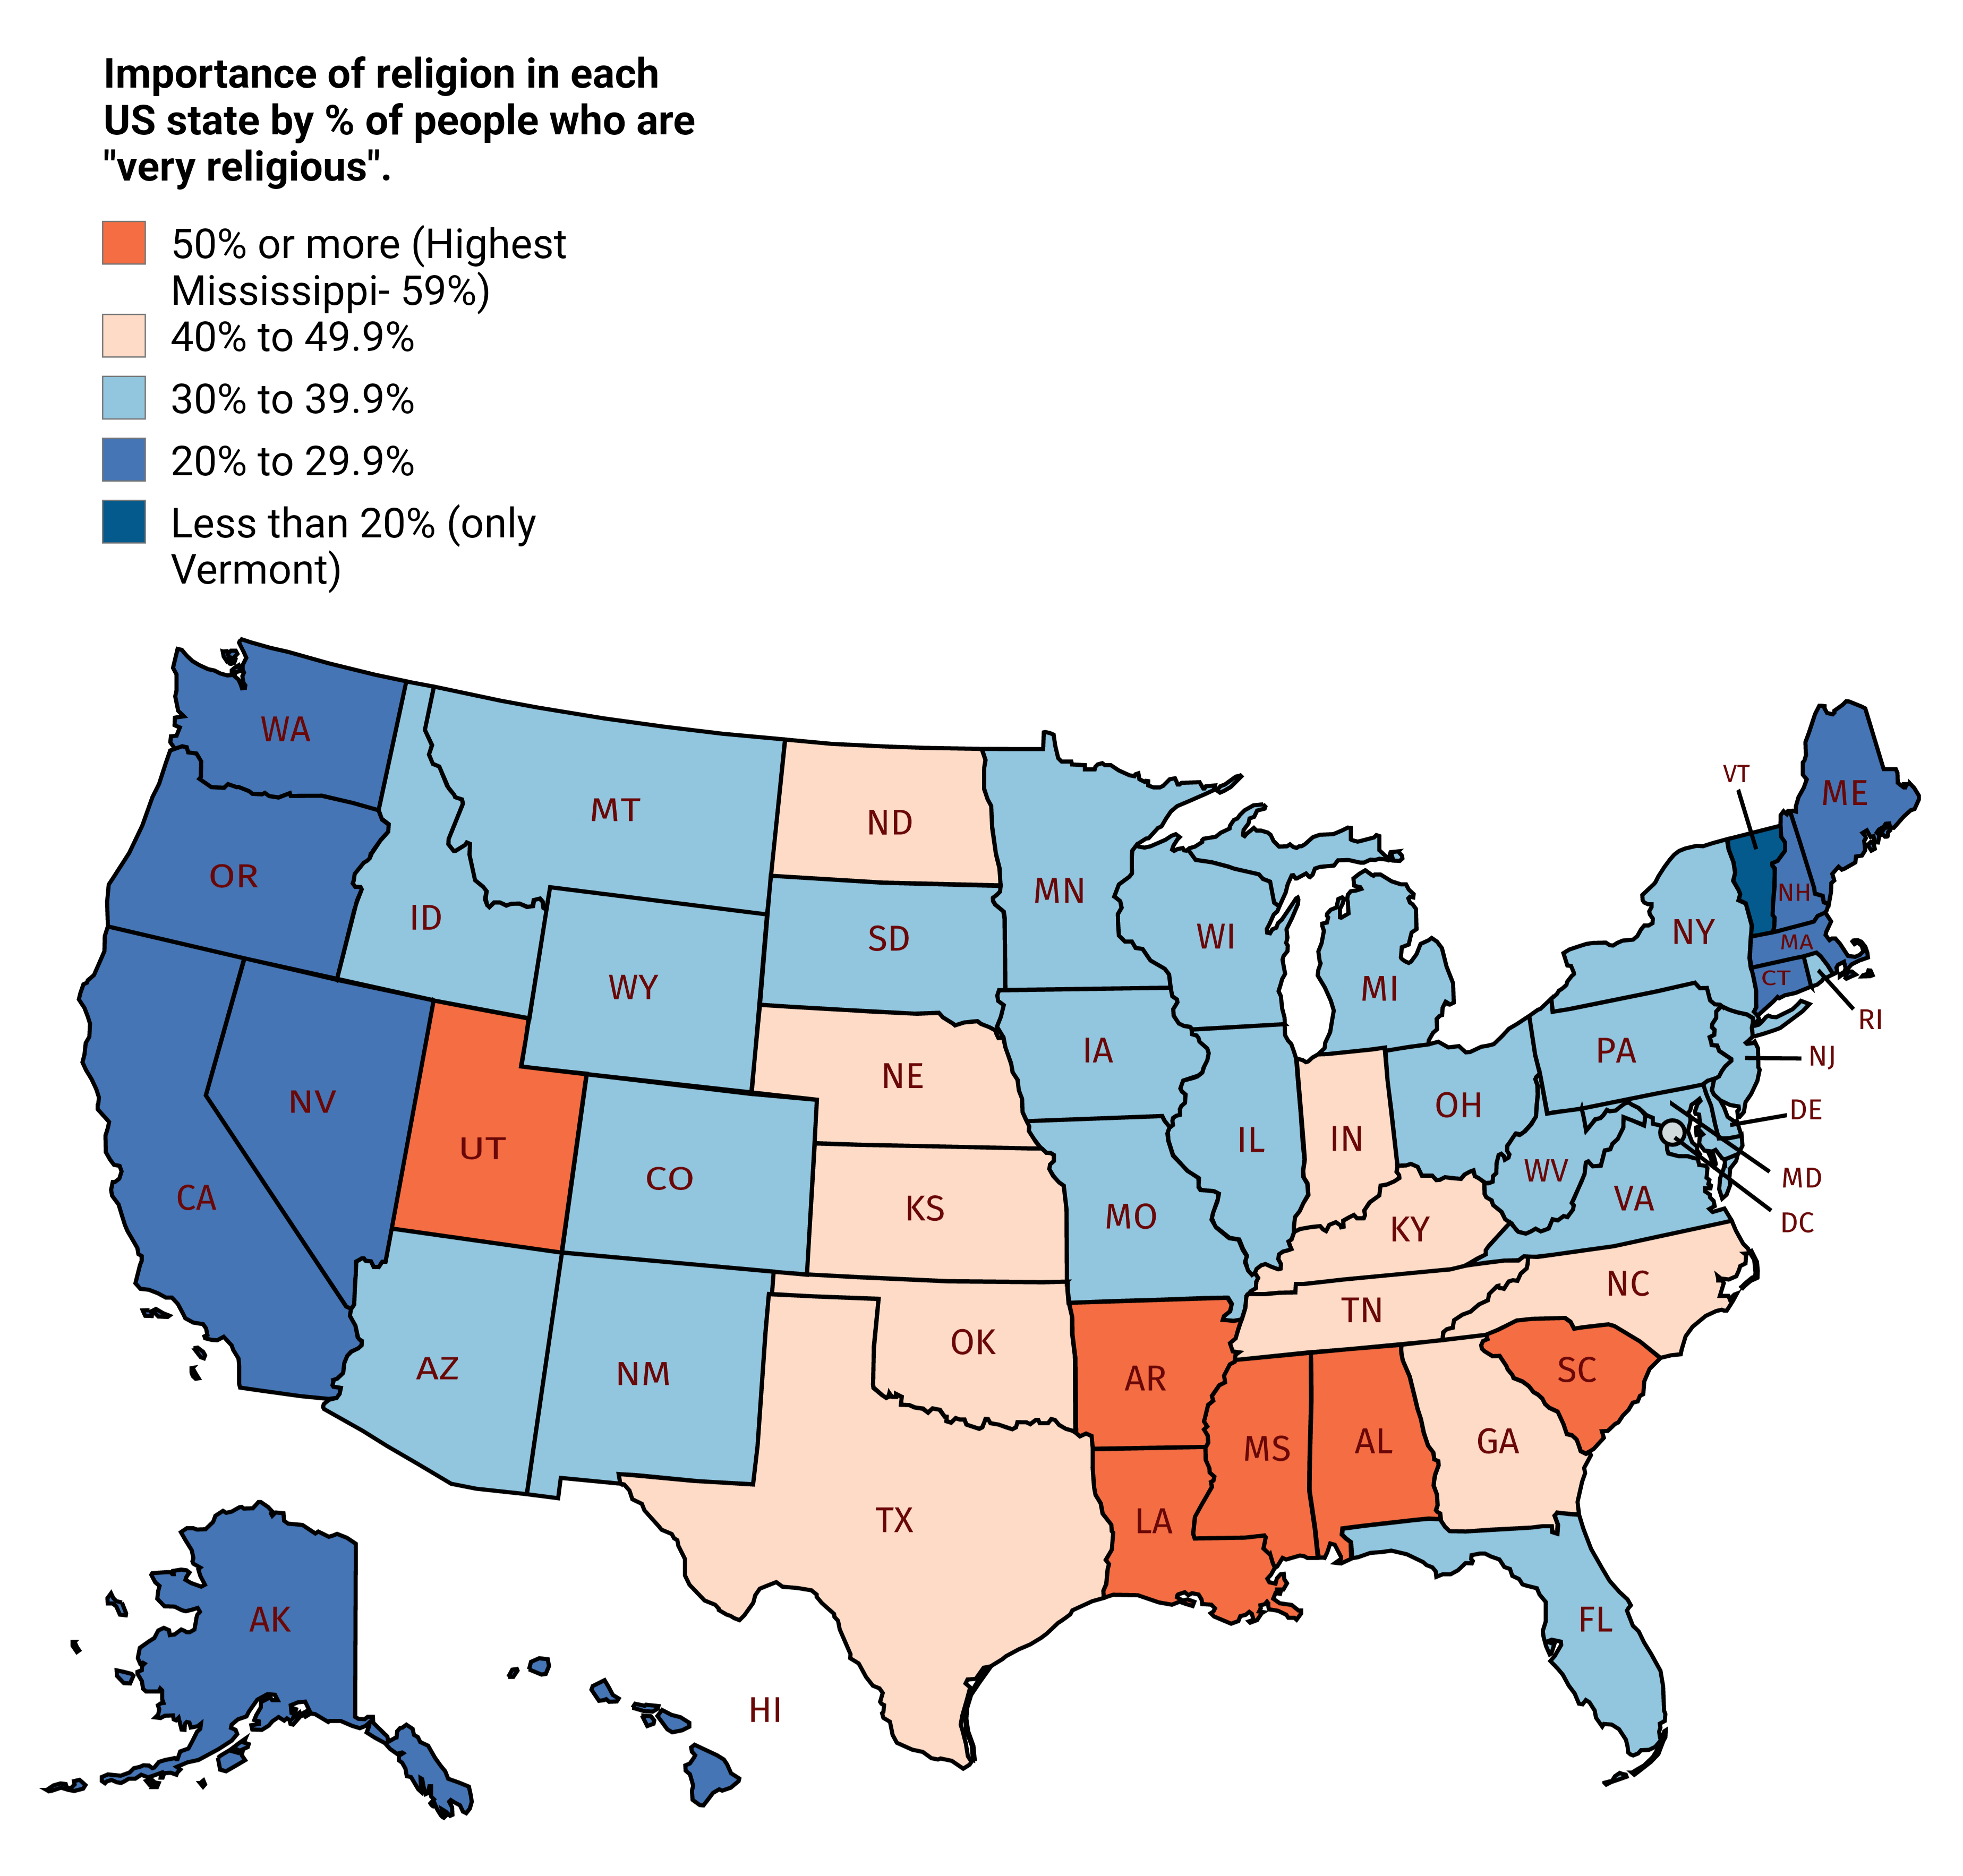 Importance of religion in each
US state by % of people who are
"very religious".
50% or more (Highest
Mississippi- 59%)
40% to 49.9%
30% to 39.9%
20% to 29.9%
Less than 20% (only
Vermont)
WA
OR
CA
NV
ID
MT
WY
UT
CO
AZ
NM
ND
SD
NE
KS
OK
TX
MN
IA
MO
AR
LA
WI
IL
MI
IN
OH
KY
TN
MS
AL
GA
FL
SC
NC
VA
WV
PA
NY
VT
NH
ME
MA
CT
RI
NJ
DE
MD
DC
AK
HI